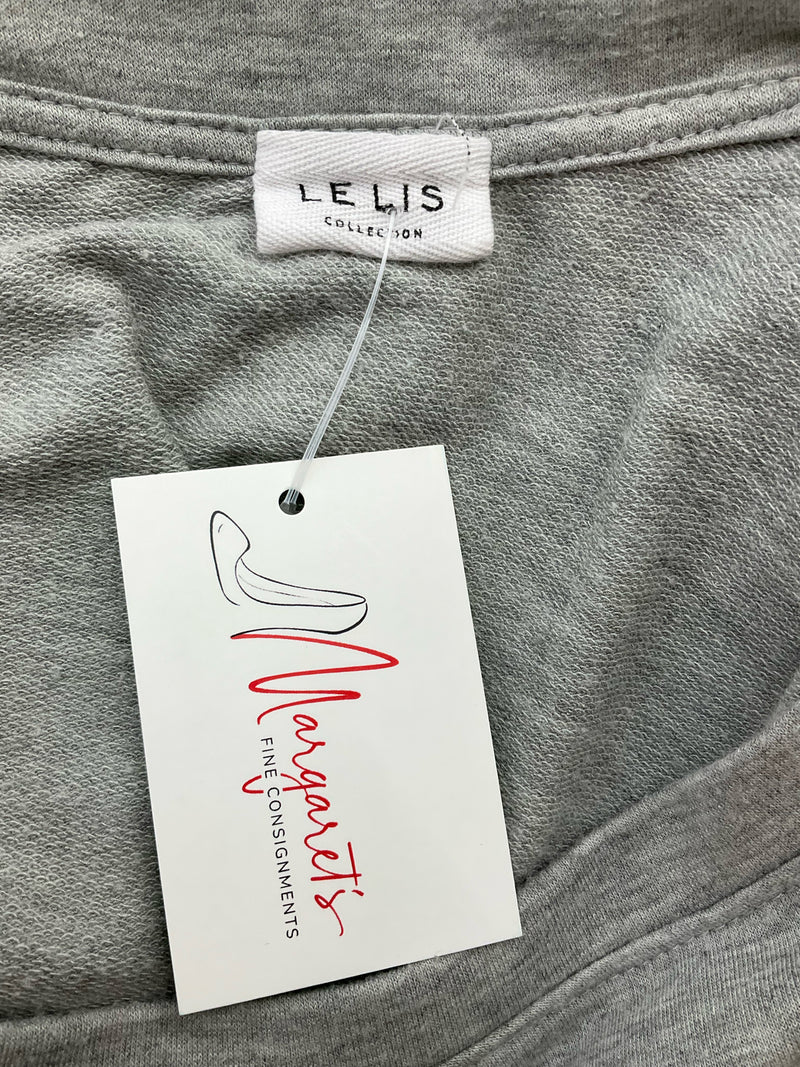 LE LIS
COLLECTION
Margaret's
FINE CONSIGNMENTS